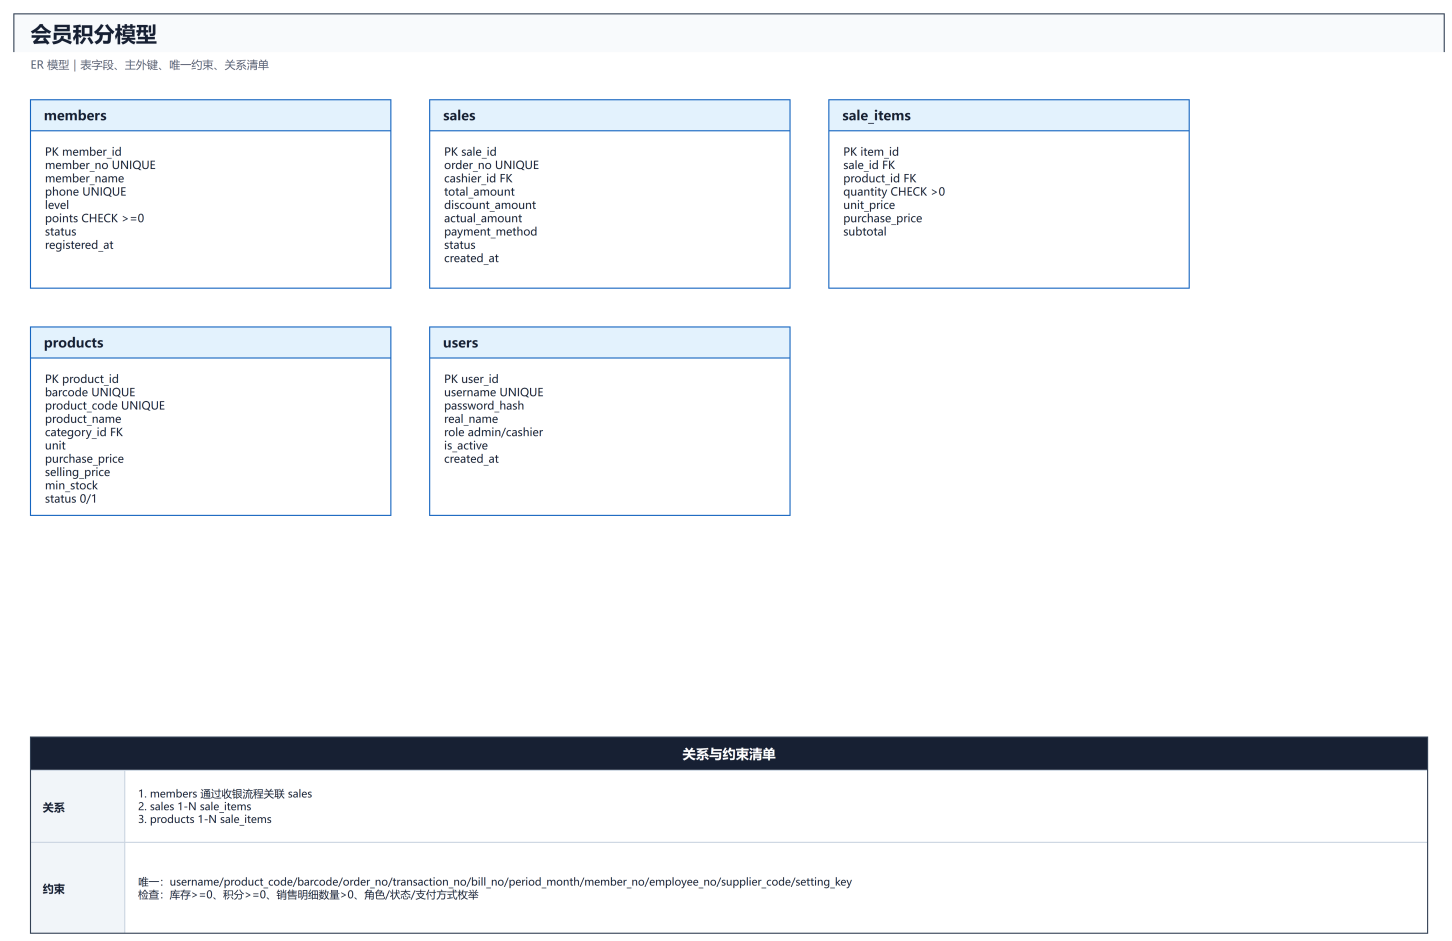 会员积分模型
ER 模型 | 表字段、主外键、唯一约束、关系清单
members
PK member_id
member_no UNIQUE
member_name
phone UNIQUE
level
points CHECK >=0
status
registered_at
sales
PK sale_id
order_no UNIQUE
cashier_id FK
total_amount
discount_amount
actual_amount
payment_method
status
created_at
sale_items
PK item_id
sale_id FK
product_id FK
quantity CHECK >0
unit_price
purchase_price
subtotal
products
PK product_id
barcode UNIQUE
product_code UNIQUE
product_name
category_id FK
unit
purchase_price
selling_price
min_stock
status 0/1
users
PK user_id
username UNIQUE
password_hash
real_name
role admin/cashier
is_active
created_at
关系与约束清单
关系
1. members 通过收银流程关联 sales
2. sales 1-N sale_items
3. products 1-N sale_items
约束
唯一：username/product_code/barcode/order_no/transaction_no/bill_no/period_month/member_no/employee_no/supplier_code/setting_key
检查：库存>=0、积分>=0、销售明细数量>0、角色/状态/支付方式枚举